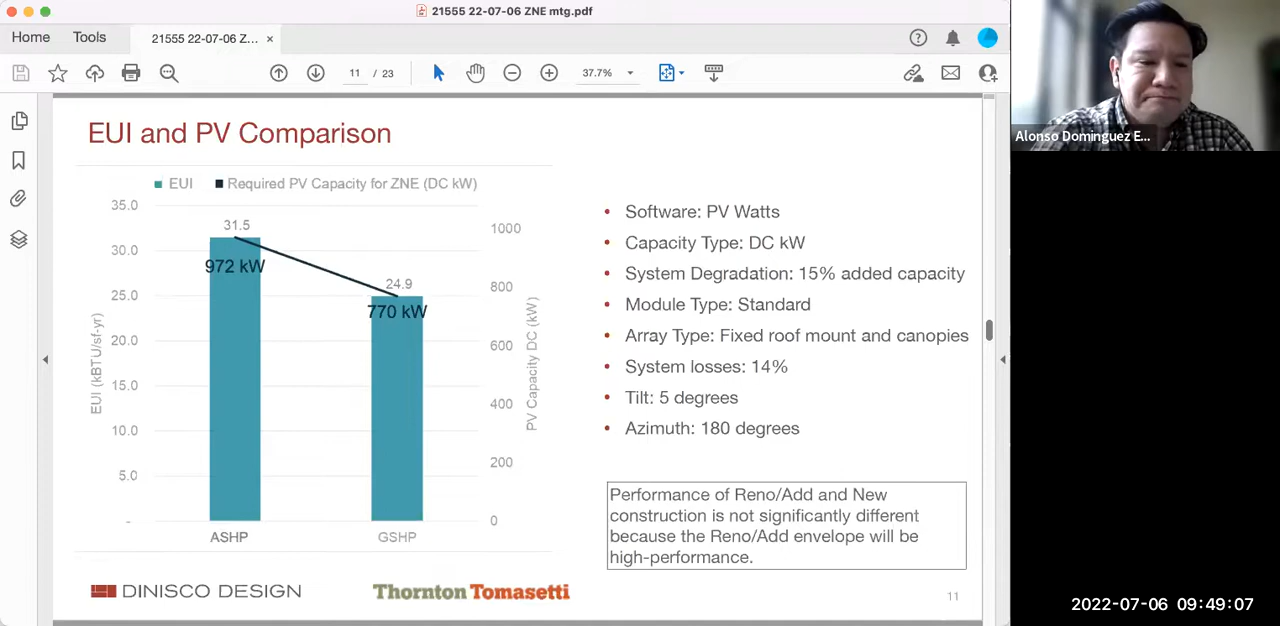 21555 22-07-06 ZNE mtg.pdf
Home Tools 21555 22-07-06 Z... ×
11 / 23 37.7%
EUI and PV Comparison
EUI Required PV Capacity for ZNE (DC kW)
35.0
30.0
25.0
20.0
15.0
10.0
5.0
-
EUI (kBTU/sf-yr)
31.5
972 kW
24.9
770 kW
1000
800
600
400
200
0
PV Capacity DC (kW)
ASHP GSHP
• Software: PV Watts
• Capacity Type: DC kW
• System Degradation: 15% added capacity
• Module Type: Standard
• Array Type: Fixed roof mount and canopies
• System losses: 14%
• Tilt: 5 degrees
• Azimuth: 180 degrees
Performance of Reno/Add and New
construction is not significantly different
because the Reno/Add envelope will be
high-performance.
DINISCO DESIGN
ThorntonTomasetti
11
Alonso Dominguez E...
2022-07-06 09:49:07